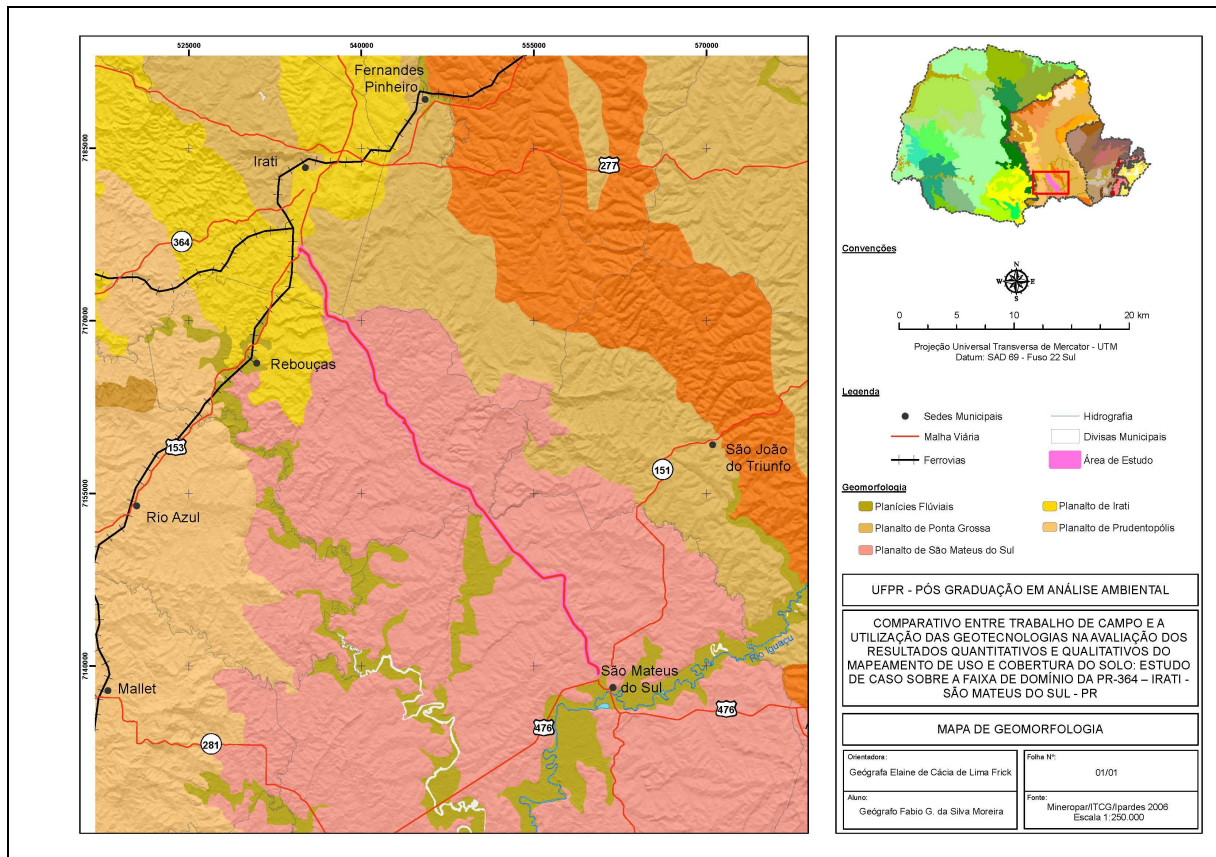 525000
540000
555000
570000
7185000
7170000
7155000
7140000
Fernandes
Pinheiro
Irati
277
364
Rebouças
153
São João
do Triunfo
151
Rio Azul
Rio Iguaçu
São Mateus
do Sul
Mallet
476
476
281
Convenções
N
W E
S
0 5 10 20 km
Projeção Universal Transversa de Mercator - UTM
Datum: SAD 69 - Fuso 22 Sul
Legenda
Sedes Municipais
Hidrografia
Malha Viária
Divisas Municipais
Ferrovias
Área de Estudo
Geomorfologia
Planícies Flúviais
Planalto de Irati
Planalto de Ponta Grossa
Planalto de Prudentopólis
Planalto de São Mateus do Sul
UFPR - PÓS GRADUAÇÃO EM ANÁLISE AMBIENTAL
COMPARATIVO ENTRE TRABALHO DE CAMPO E A
UTILIZAÇÃO DAS GEOTECNOLOGIAS NA AVALIAÇÃO DOS
RESULTADOS QUANTITATIVOS E QUALITATIVOS DO
MAPEAMENTO DE USO E COBERTURA DO SOLO: ESTUDO
DE CASO SOBRE A FAIXA DE DOMÍNIO DA PR-364 – IRATI -
SÃO MATEUS DO SUL - PR
MAPA DE GEOMORFOLOGIA
Orientadora:
Geógrafa Elaine de Cácia de Lima Frick
Folha Nº:
01/01
Aluno:
Geógrafo Fabio G. da Silva Moreira
Fonte:
Mineropar/ITCG/Ipardes 2006
Escala 1:250.000